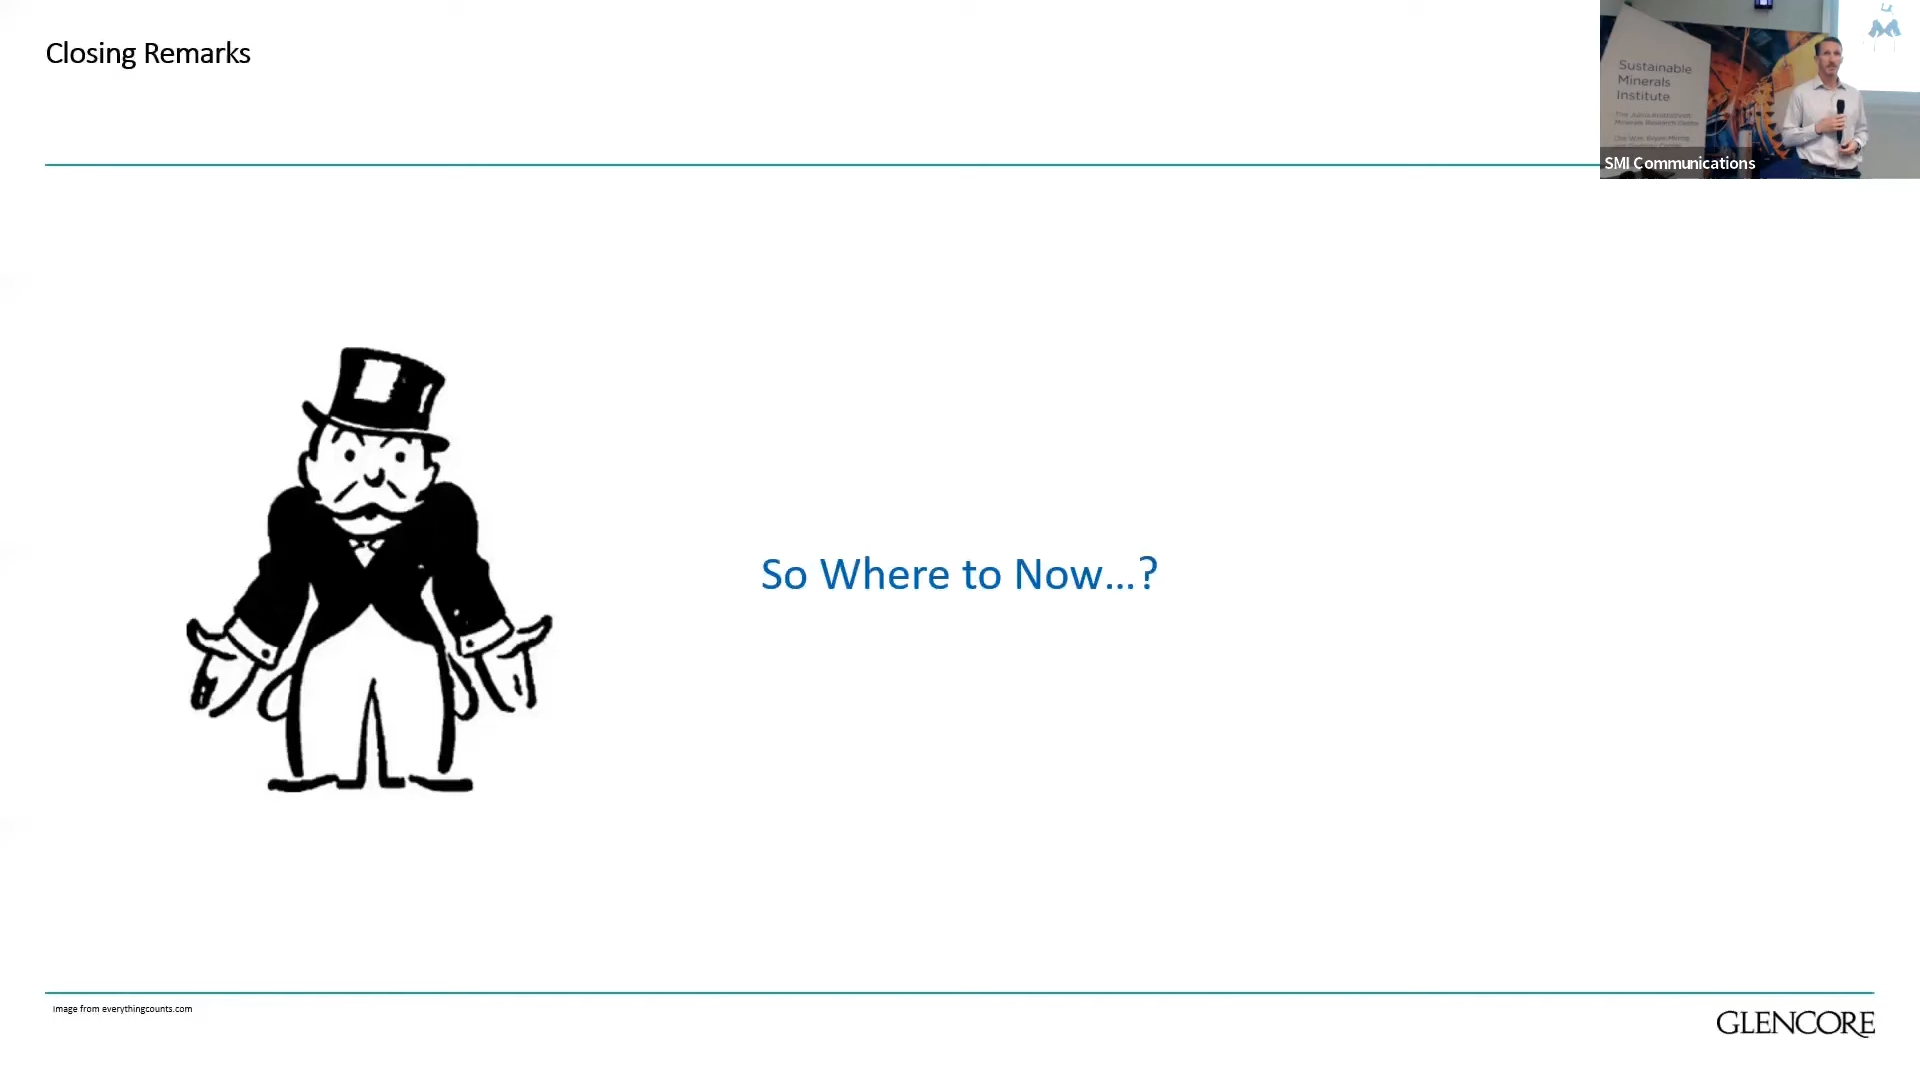 Closing Remarks
Sustainable
Minerals
Institute
SMI Communications
So Where to Now...?
Image from everythingcounts.com
GLENCORE